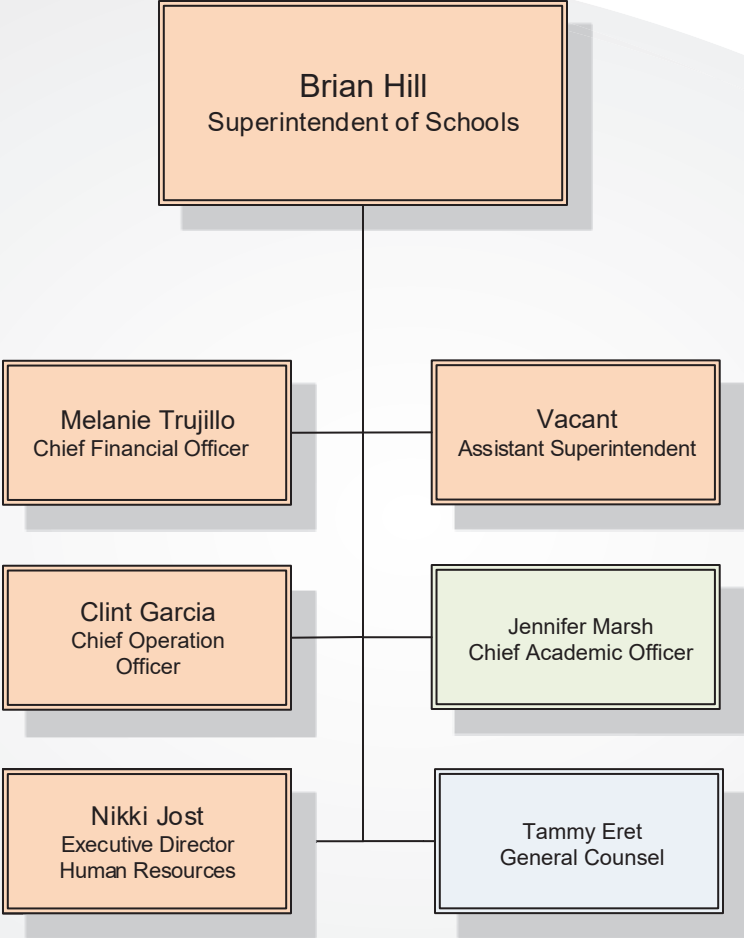 Brian Hill
Superintendent of Schools
Melanie Trujillo
Chief Financial Officer
Vacant
Assistant Superintendent
Clint Garcia
Chief Operation
Officer
Jennifer Marsh
Chief Academic Officer
Nikki Jost
Executive Director
Human Resources
Tammy Eret
General Counsel